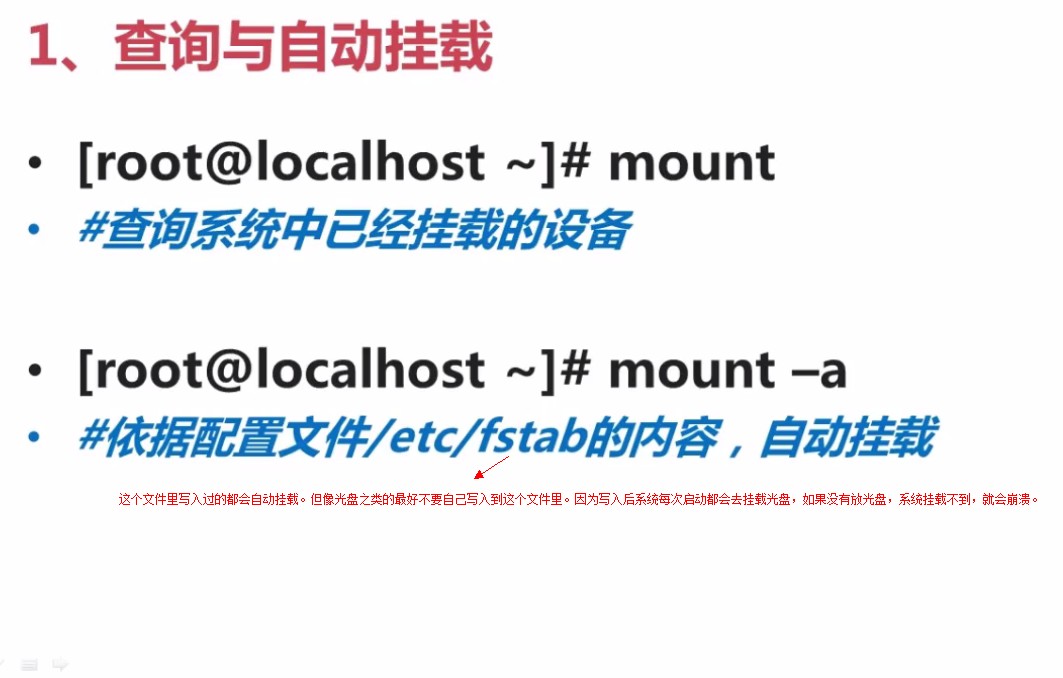 1、查询与自动挂载
• [root@localhost ~]# mount
• #查询系统中已经挂载的设备
• [root@localhost ~]# mount –a
• #依据配置文件/etc/fstab的内容，自动挂载
这个文件里写入过的都会自动挂载。但像光盘之类的最好不要自己写入到这个文件里。因为写入后系统每次启动都会去挂载光盘，如果没有放光盘，系统挂载不到，就会崩溃。